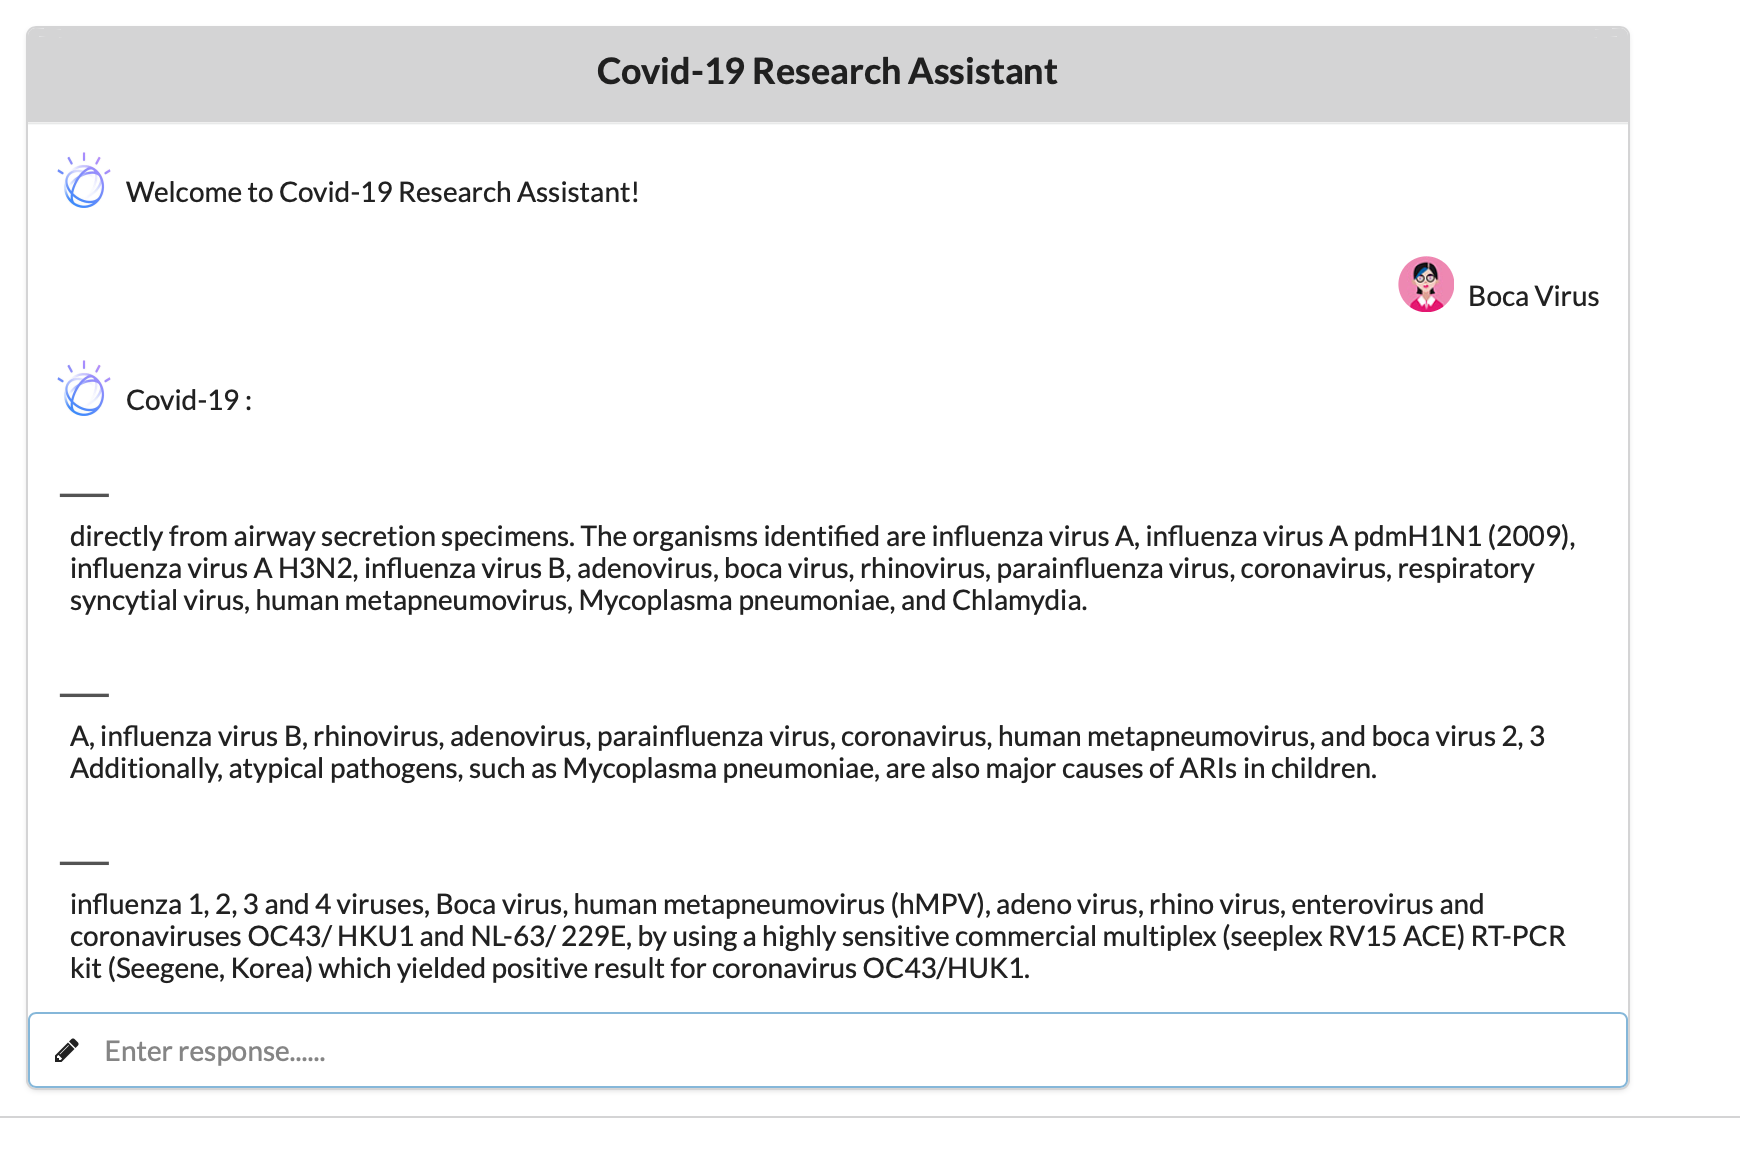 Covid-19 Research Assistant
Welcome to Covid-19 Research Assistant!
Boca Virus
Covid-19 :
directly from airway secretion specimens. The organisms identified are influenza virus A, influenza virus A pdmH1N1 (2009),
influenza virus A H3N2, influenza virus B, adenovirus, boca virus, rhinovirus, parainfluenza virus, coronavirus, respiratory
syncytial virus, human metapneumovirus, Mycoplasma pneumoniae, and Chlamydia.
A, influenza virus B, rhinovirus, adenovirus, parainfluenza virus, coronavirus, human metapneumovirus, and boca virus 2, 3
Additionally, atypical pathogens, such as Mycoplasma pneumoniae, are also major causes of ARIs in children.
influenza 1, 2, 3 and 4 viruses, Boca virus, human metapneumovirus (hMPV), adeno virus, rhino virus, enterovirus and
coronaviruses OC43/ HKU1 and NL-63/ 229E, by using a highly sensitive commercial multiplex (seeplex RV15 ACE) RT-PCR
kit (Seegene, Korea) which yielded positive result for coronavirus OC43/HUK1.
Enter response......